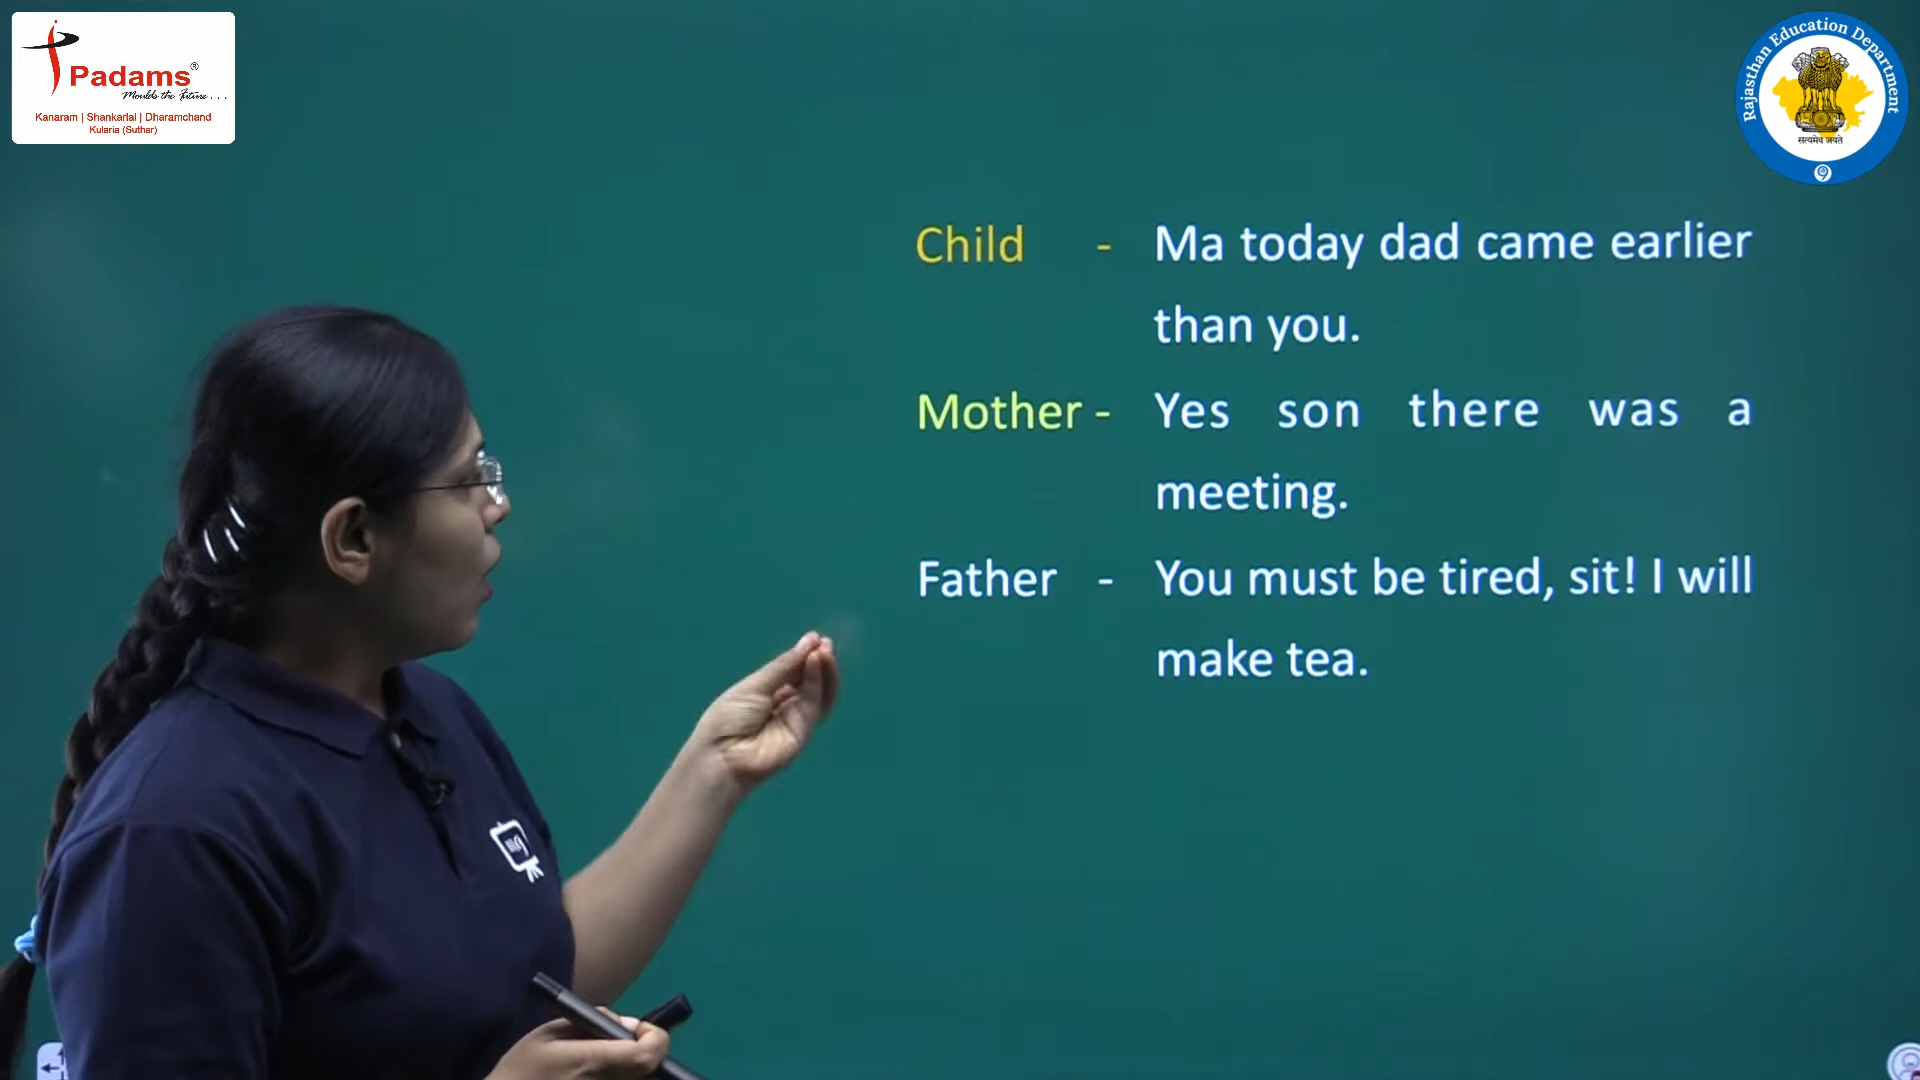 Padams®
Moulds the Future...
Kanaram | Shankarlal | Dharamchand
Kularia (Suthar)
Rajasthan Education Department
सत्यमेव जयते
Child - Ma today dad came earlier
than you.
Mother - Yes son there was a
meeting.
Father - You must be tired, sit! I will
make tea.